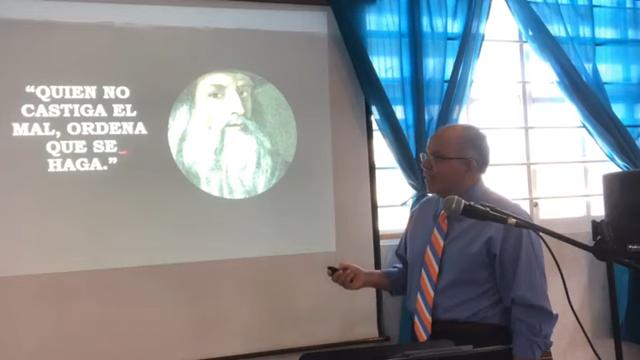 “QUIEN NO
CASTIGA EL
MAL, ORDENA
QUE SE
HAGA.”